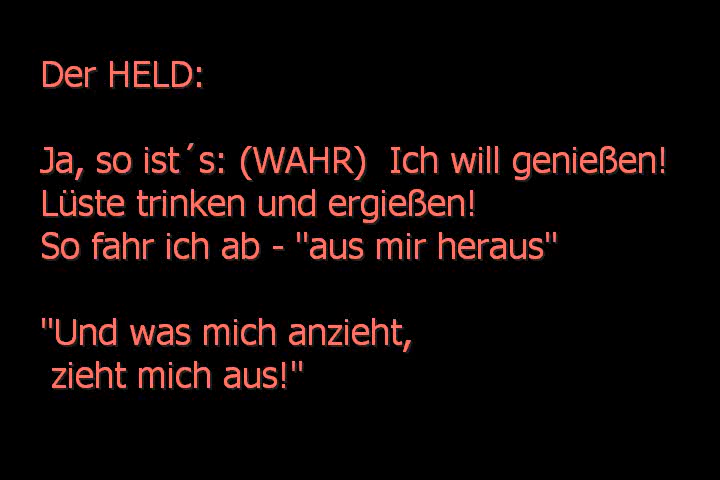 Der HELD:
Ja, so ist´s: (WAHR)  Ich will genießen!
Lüste trinken und ergießen!
So fahr ich ab - "aus mir heraus"
"Und was mich anzieht,
zieht mich aus!"